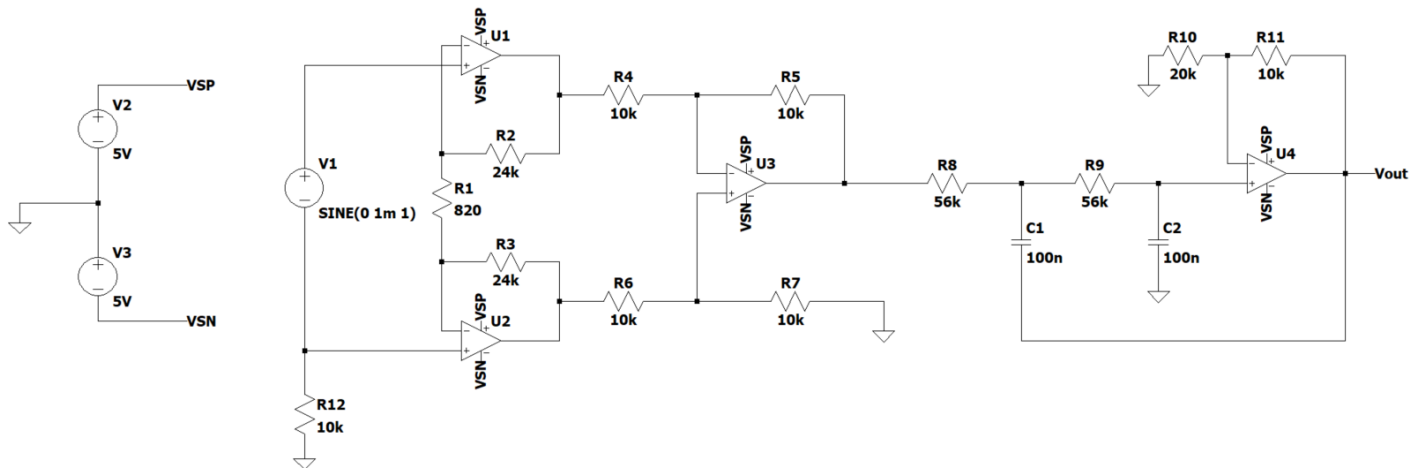 VSP
V2
5V
V3
5V
VSN
V1
SINE(0 1m 1)
R12
10k
VSP
U1
VSN
R2
24k
R1
820
R3
24k
VSP
U2
VSN
R4
10k
R5
10k
VSP
U3
VSN
R6
10k
R7
10k
R8
56k
R9
56k
C1
100n
C2
100n
R10
20k
R11
10k
VSP
U4
VSN
Vout